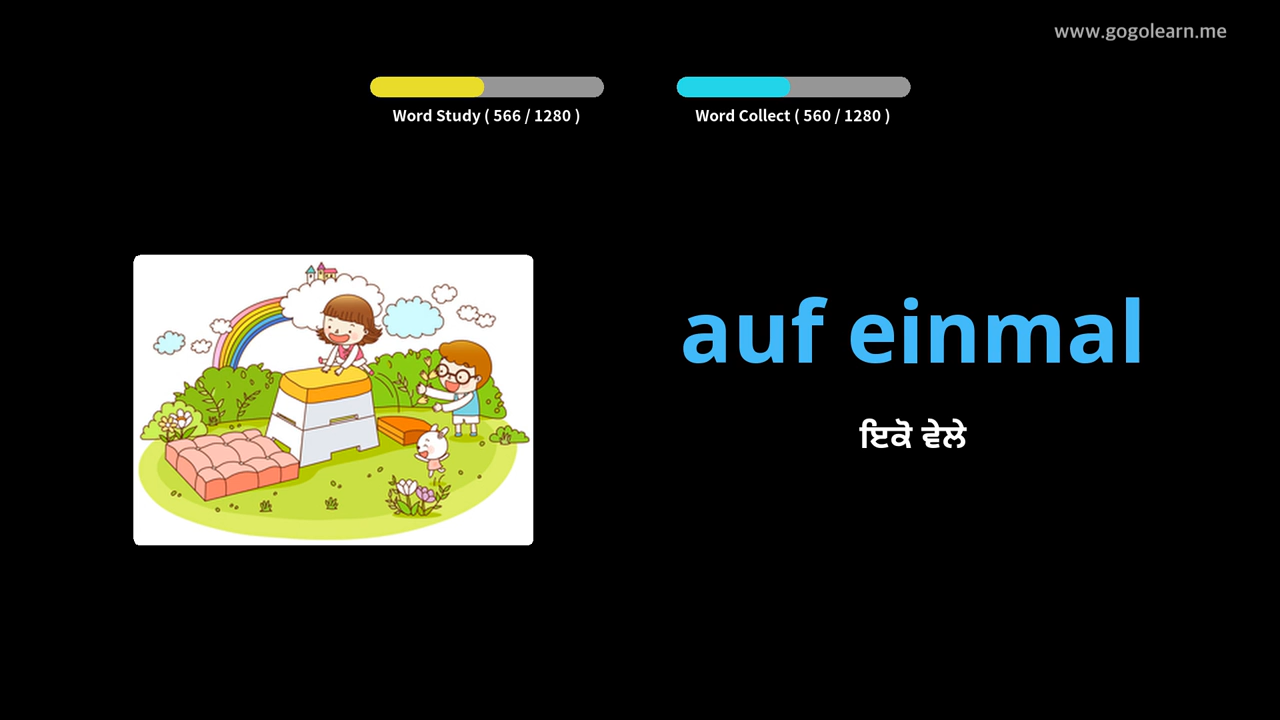 www.gogolearn.me
Word Study ( 566 / 1280 )
Word Collect ( 560 / 1280 )
auf einmal
ਇਕੋ ਵੇਲੇ